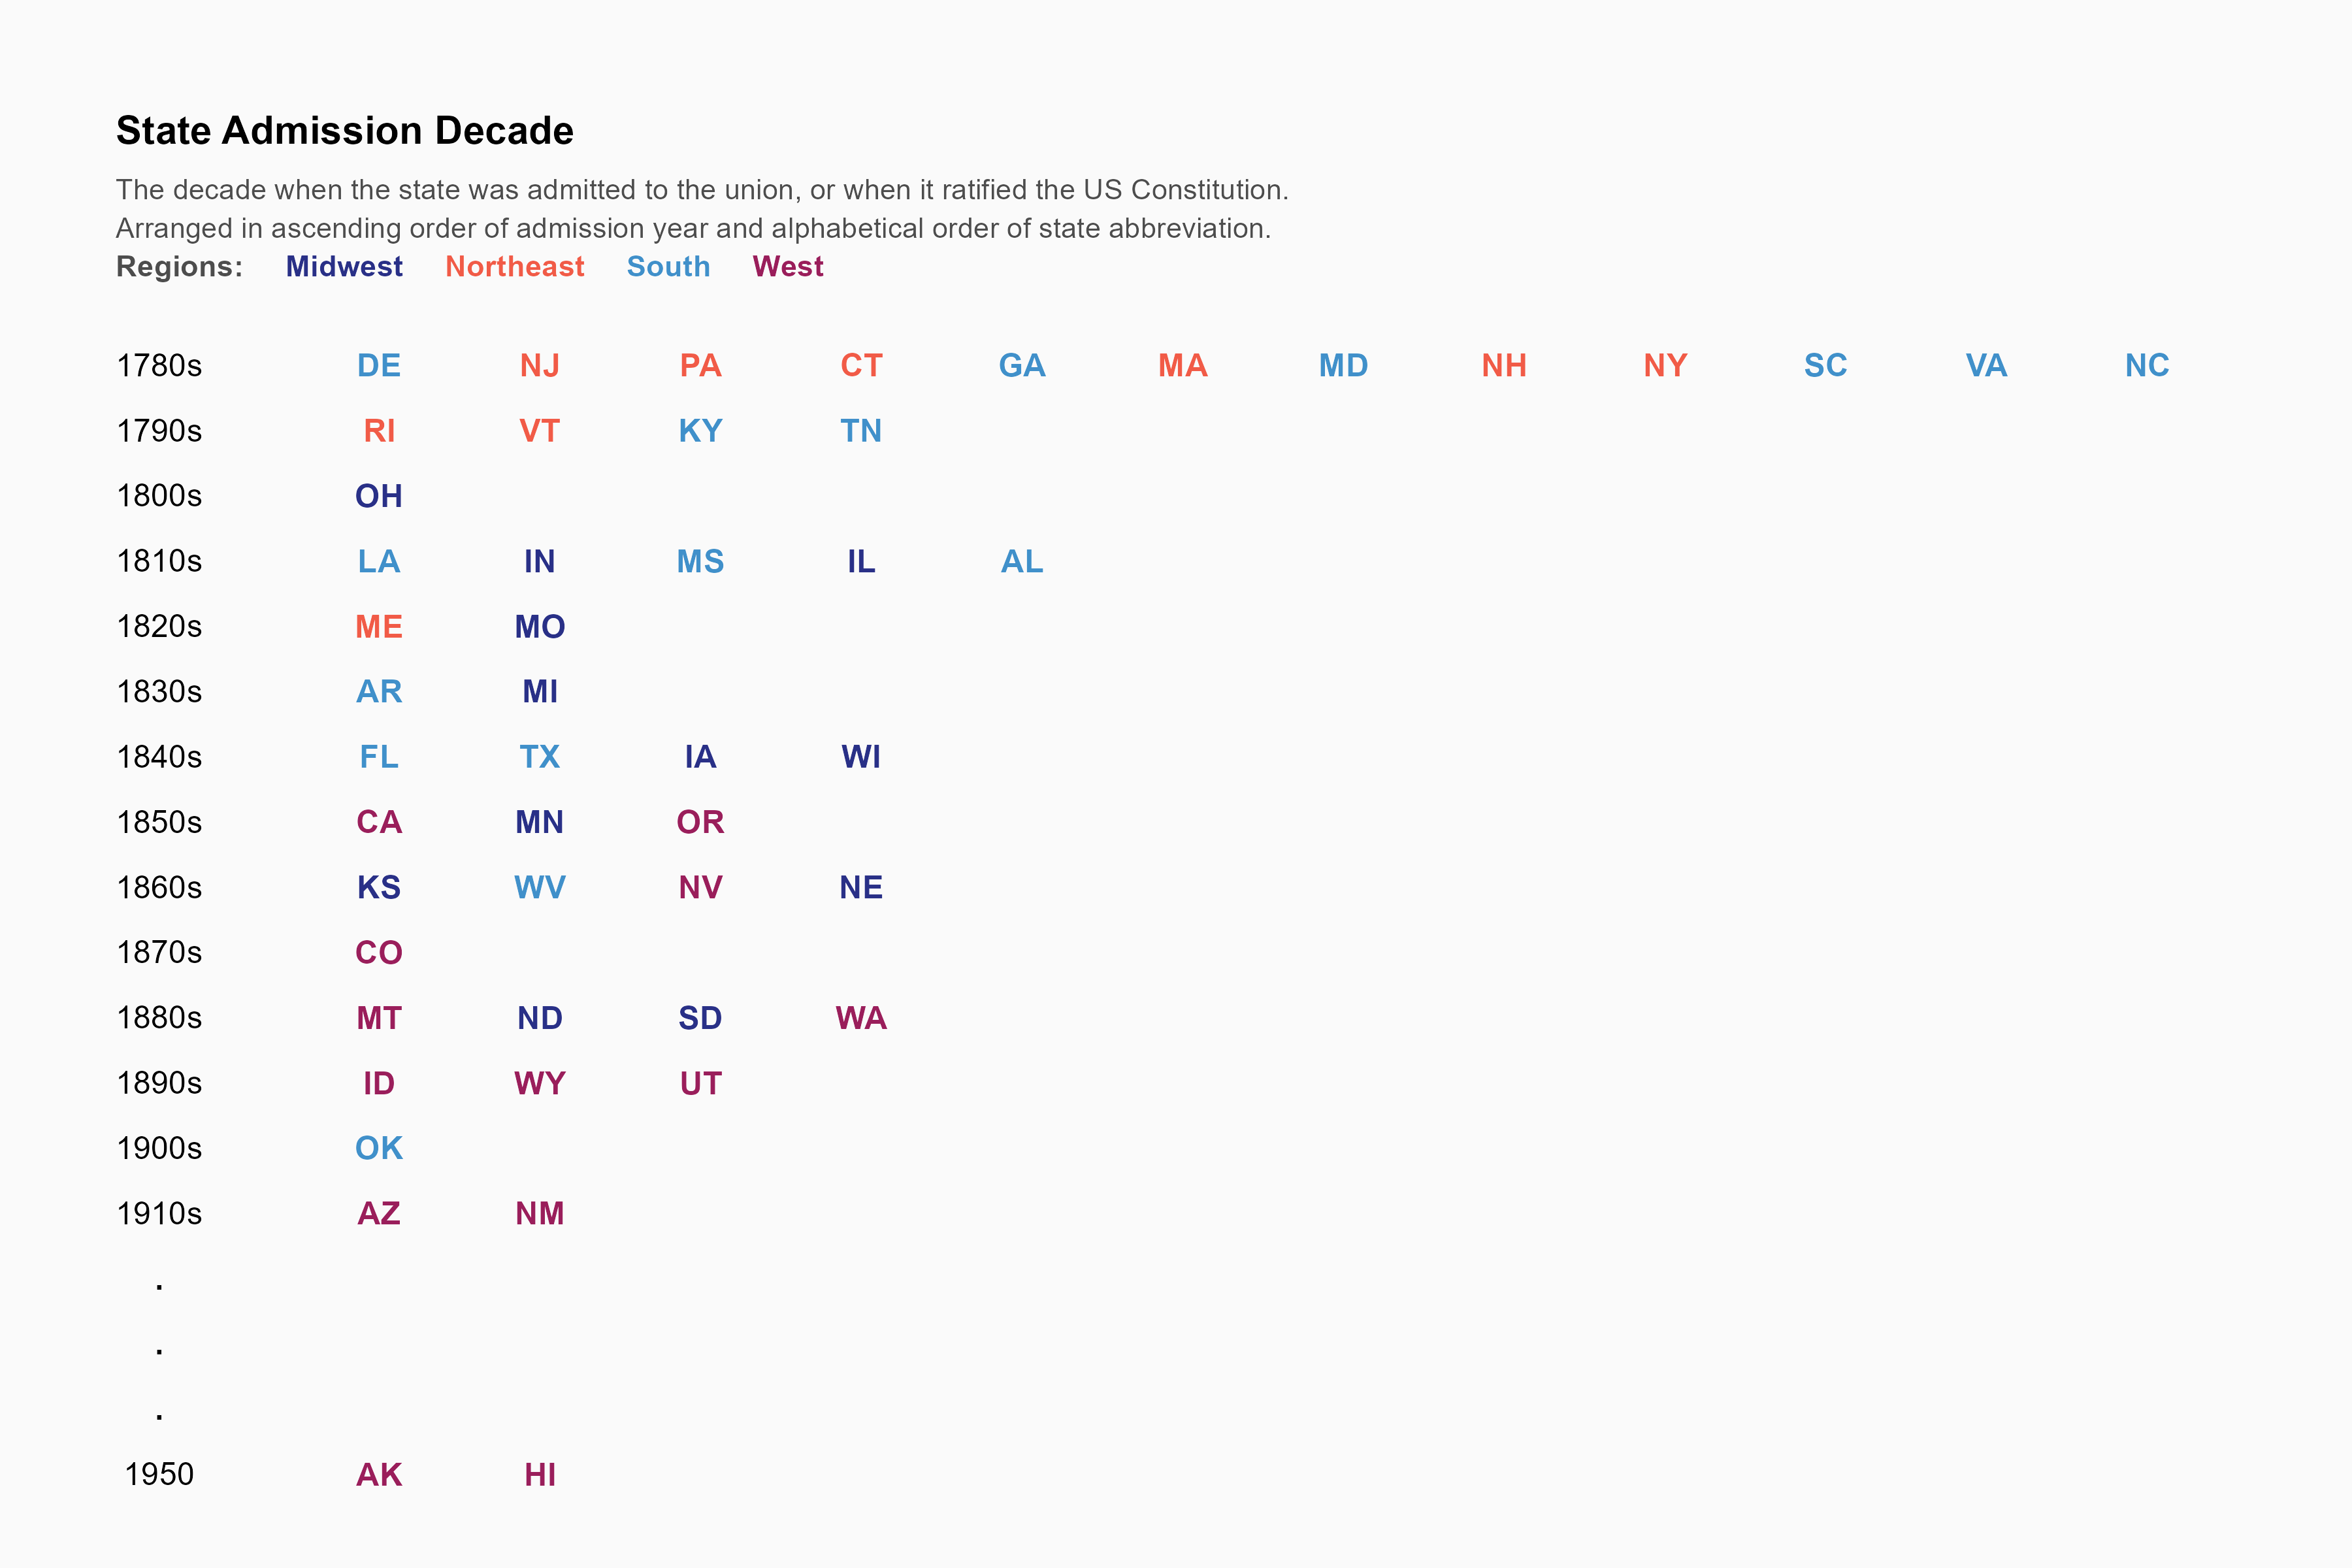 State Admission Decade
The decade when the state was admitted to the union, or when it ratified the US Constitution.
Arranged in ascending order of admission year and alphabetical order of state abbreviation.
Regions: Midwest Northeast South West
1780s DE NJ PA CT GA MA MD NH NY SC VA NC
1790s RI VT KY TN
1800s OH
1810s LA IN MS IL AL
1820s ME MO
1830s AR MI
1840s FL TX IA WI
1850s CA MN OR
1860s KS WV NV NE
1870s CO
1880s MT ND SD WA
1890s ID WY UT
1900s OK
1910s AZ NM
.
.
.
1950 AK HI